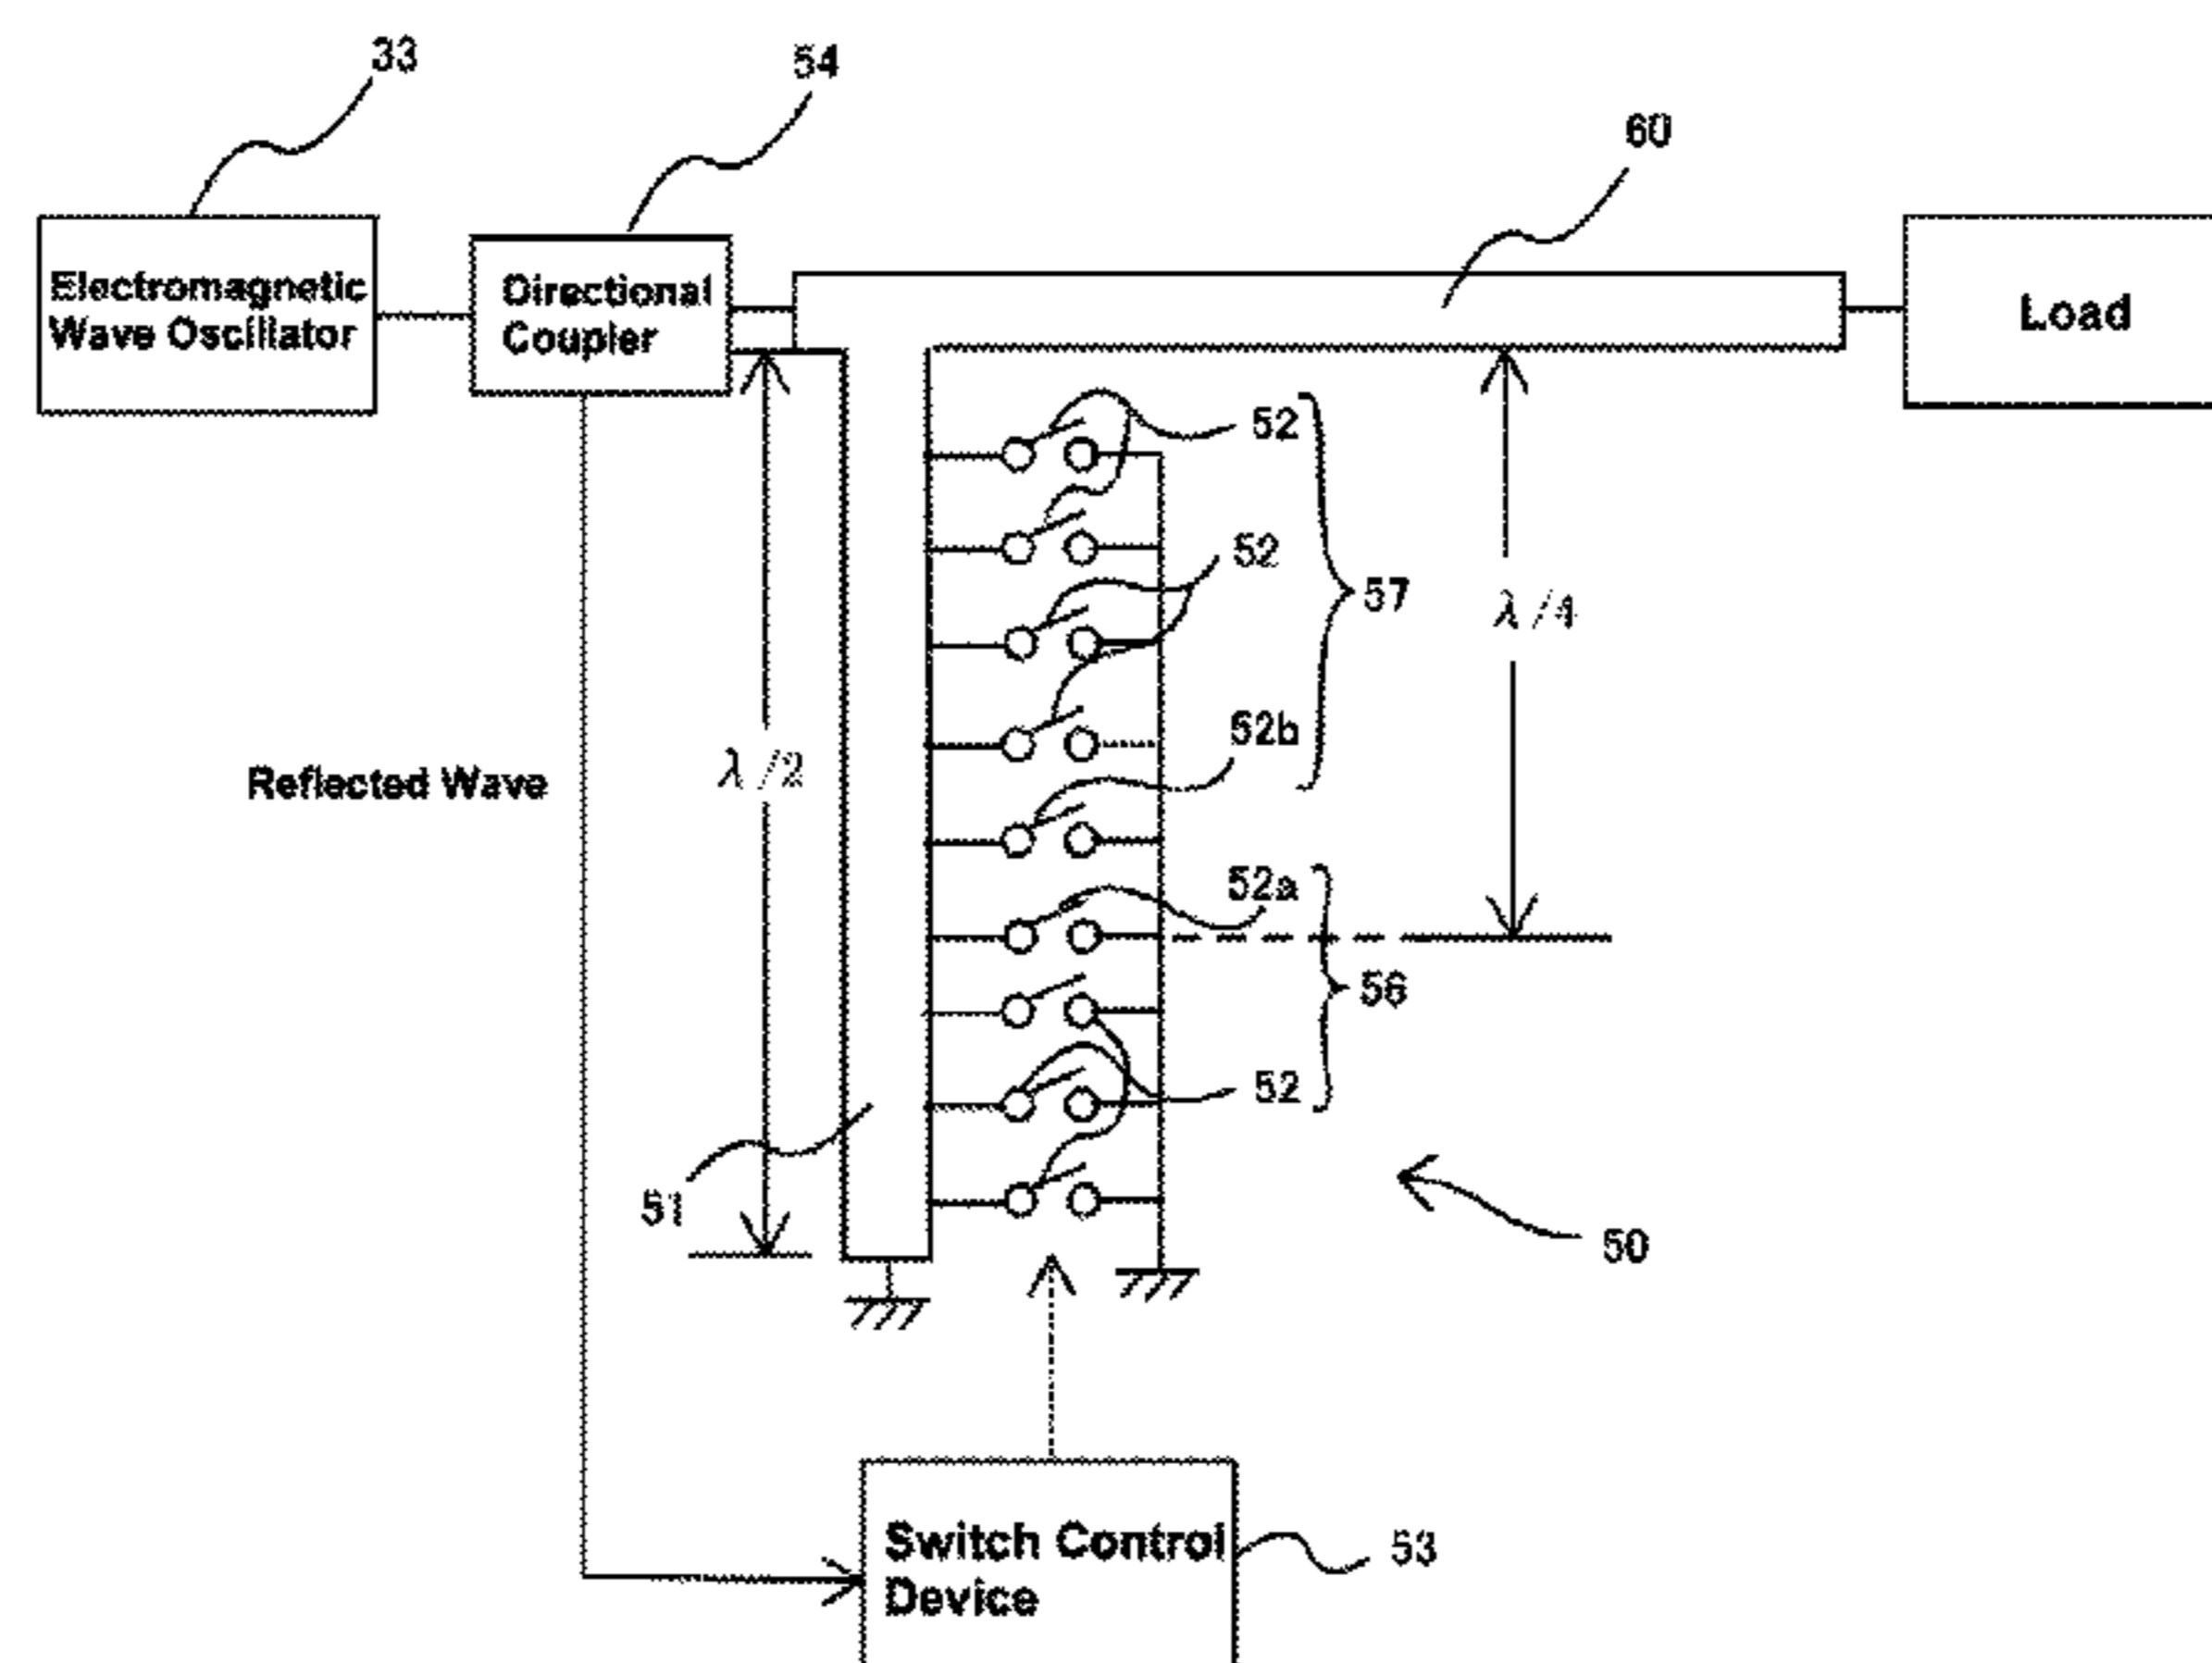 33
54
60
Electromagnetic
Wave Oscillator
Directional
Coupler
Load
52
52
57
λ/4
52b
λ/2
Reflected Wave
52a
56
52
51
50
Switch Control
Device
53